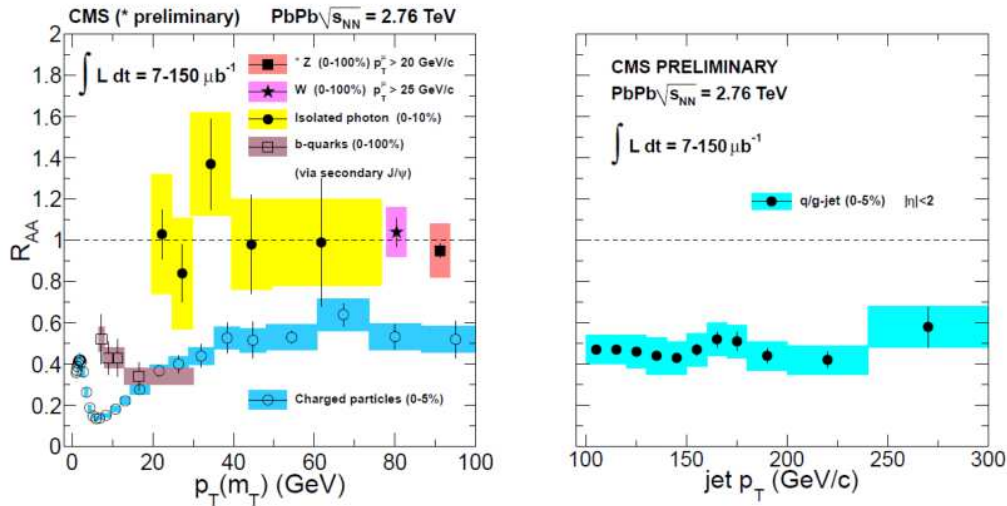 CMS (* preliminary) PbPb √sNN = 2.76 TeV
∫ L dt = 7-150 μb⁻¹
* Z (0-100%) pTμ > 20 GeV/c
W (0-100%) pTμ > 25 GeV/c
Isolated photon (0-10%)
b-quarks (0-100%)
(via secondary J/ψ)
Charged particles (0-5%)
RAA
2
1.8
1.6
1.4
1.2
1
0.8
0.6
0.4
0.2
0
0 20 40 60 80 100
pT(mT) (GeV)
CMS PRELIMINARY
PbPb √sNN = 2.76 TeV
∫ L dt = 7-150 μb⁻¹
q/g-jet (0-5%) |η|<2
100 150 200 250 300
jet pT (GeV/c)